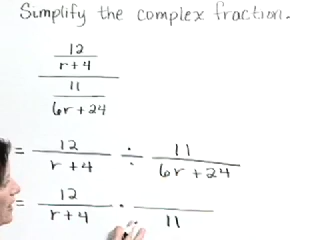 Simplify the complex fraction.
12
r+4
11
6r+24
= 12/(r+4) ÷ 11/(6r+24)
= 12/(r+4) · /11